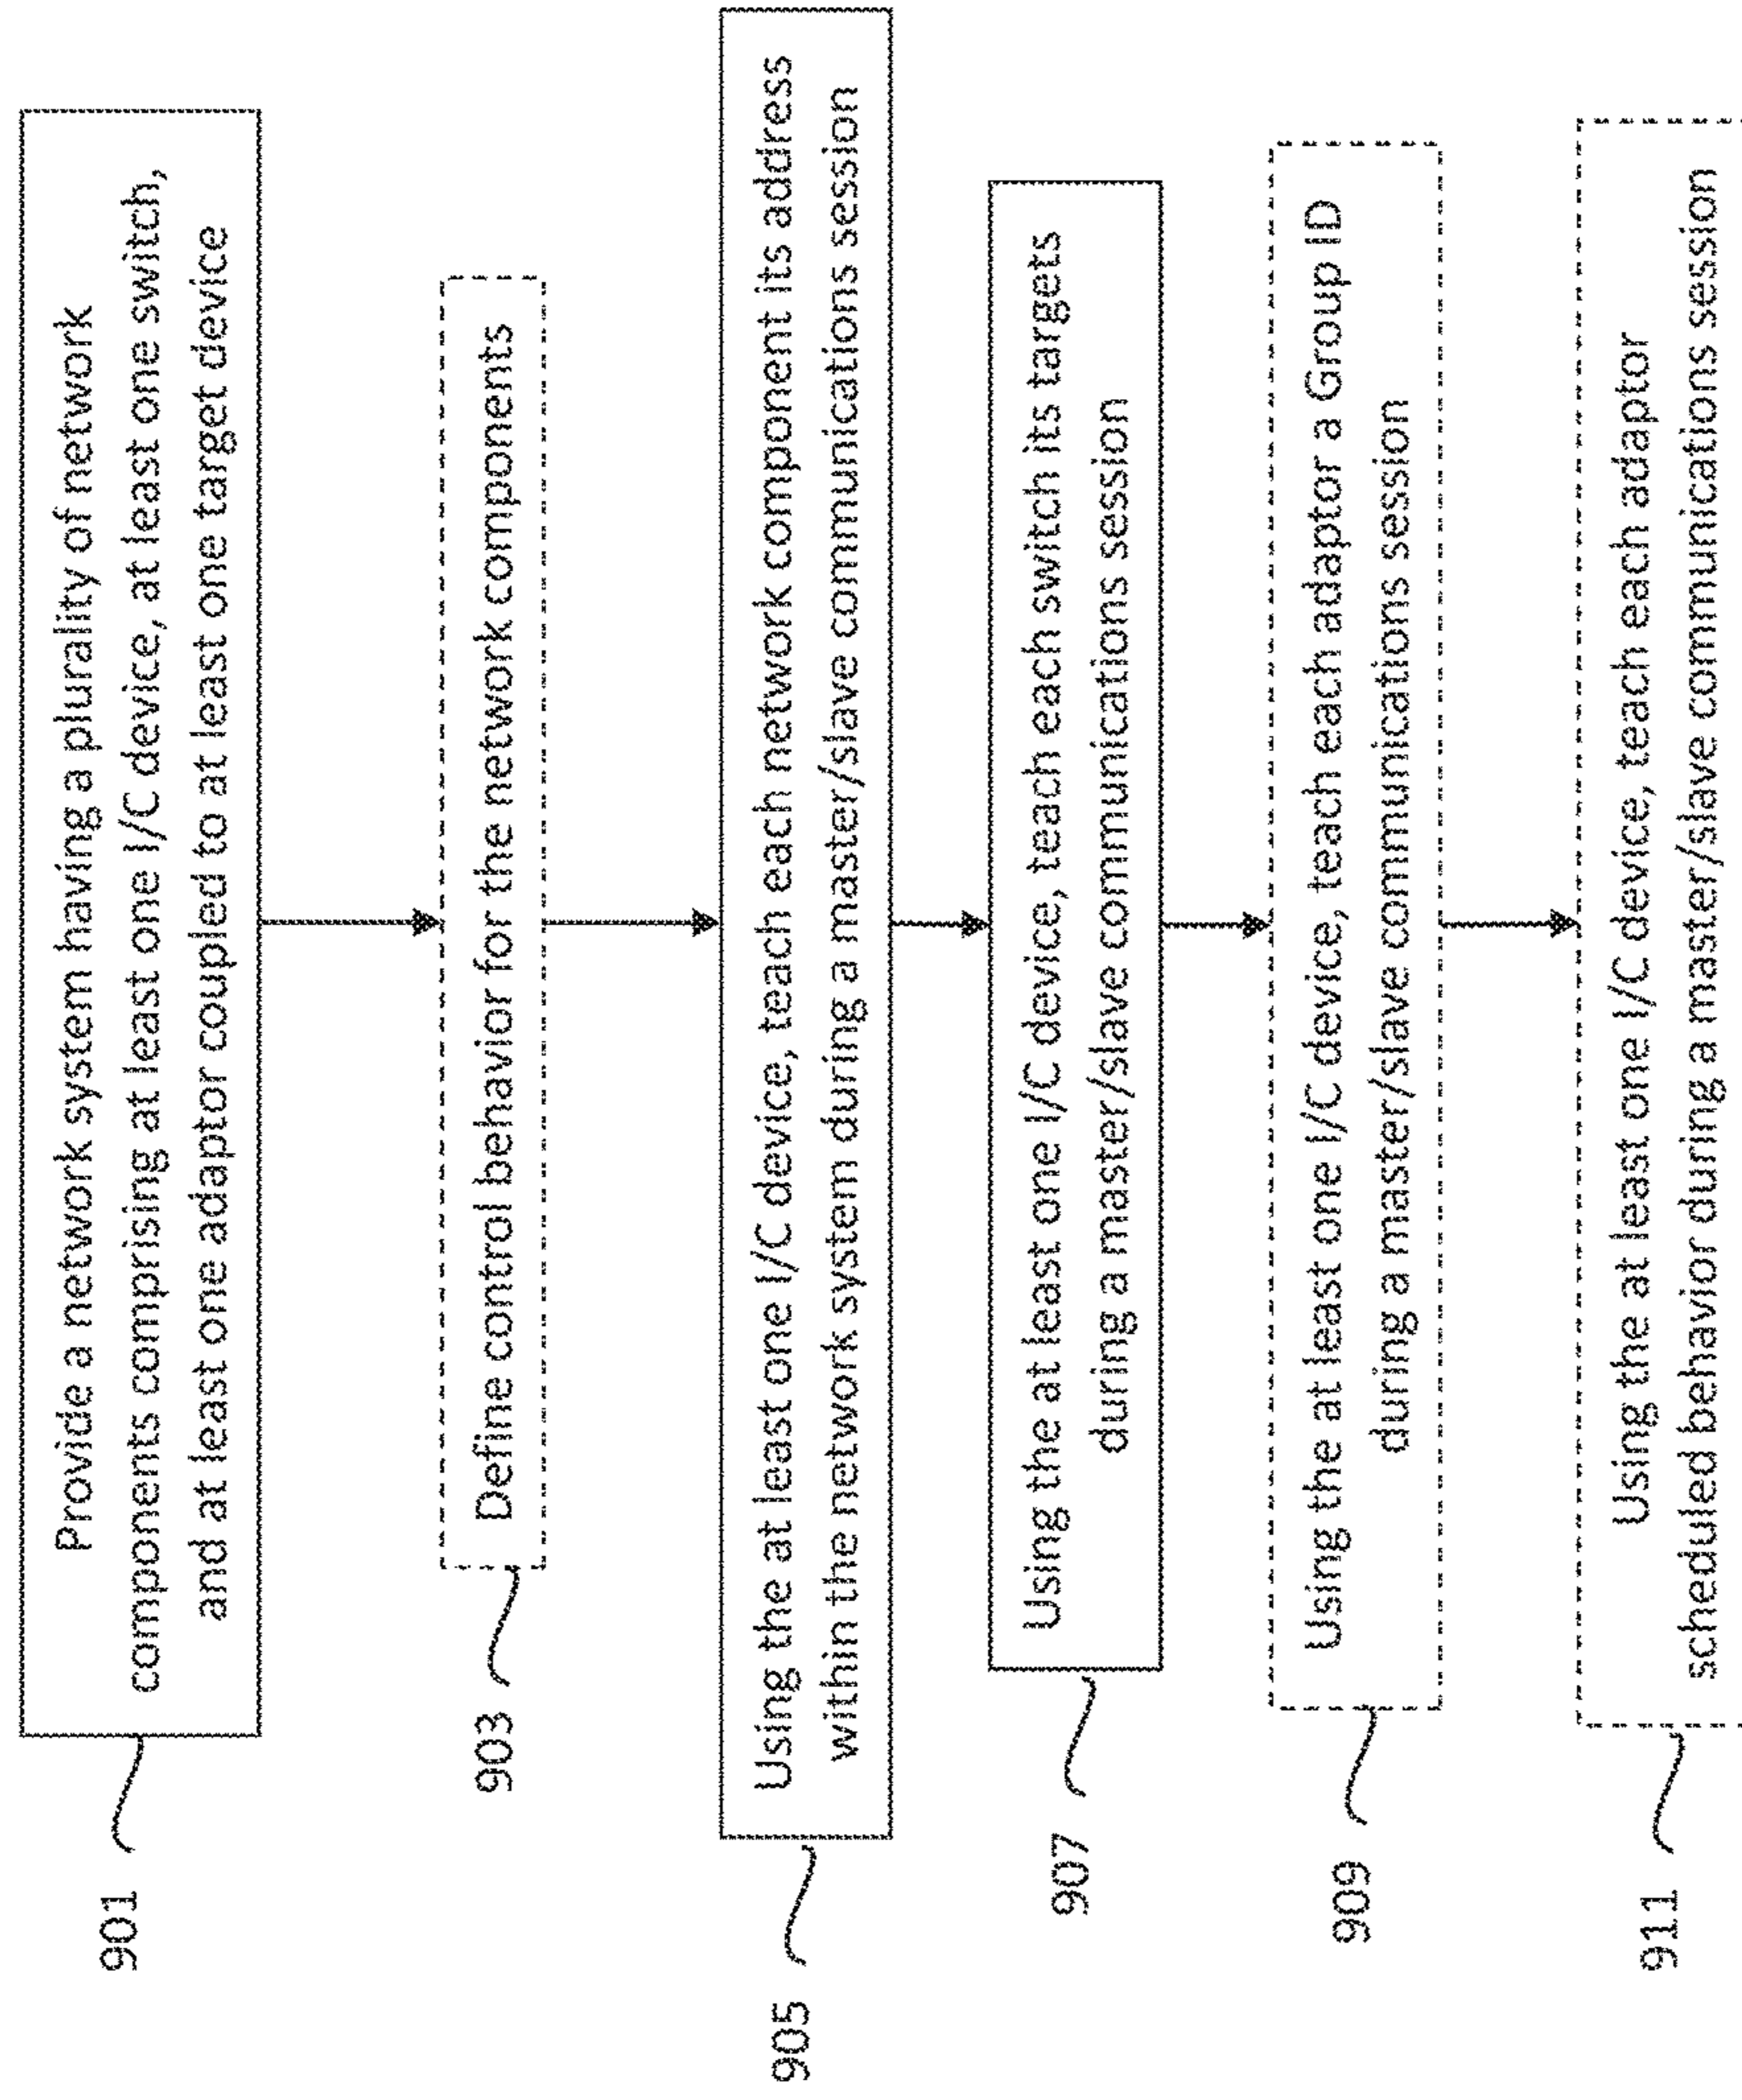 901
Provide a network system having a plurality of network
components comprising at least one I/C device, at least one switch,
and at least one adaptor coupled to at least one target device
903
Define control behavior for the network components
905
Using the at least one I/C device, teach each network component its address
within the network system during a master/slave communications session
907
Using the at least one I/C device, teach each switch its targets
during a master/slave communications session
909
Using the at least one I/C device, teach each adaptor a Group ID
during a master/slave communications session
911
Using the at least one I/C device, teach each adaptor
scheduled behavior during a master/slave communications session